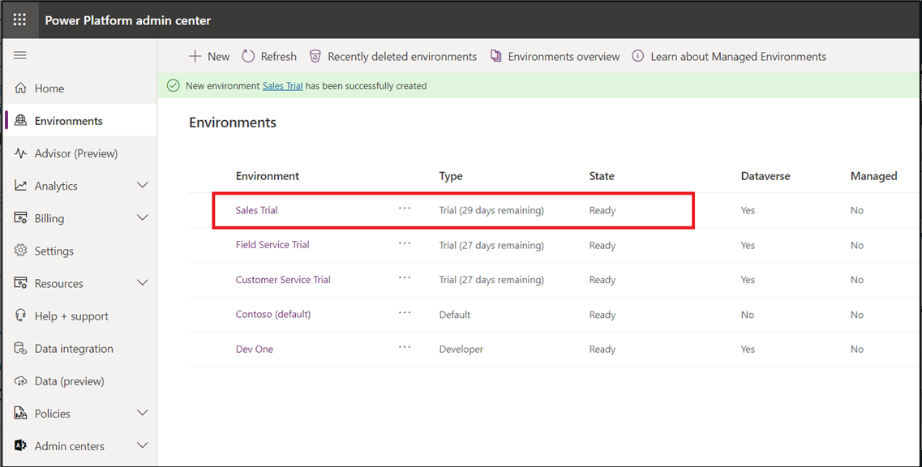 Power Platform admin center
New Refresh Recently deleted environments Environments overview Learn about Managed Environments
New environment Sales Trial has been successfully created
Home
Environments
Advisor (Preview)
Analytics
Billing
Settings
Resources
Help + support
Data integration
Data (preview)
Policies
Admin centers
Environments
Environment Type State Dataverse Managed
Sales Trial ... Trial (29 days remaining) Ready Yes No
Field Service Trial ... Trial (27 days remaining) Ready Yes No
Customer Service Trial ... Trial (27 days remaining) Ready Yes No
Contoso (default) ... Default Ready No No
Dev One ... Developer Ready Yes No